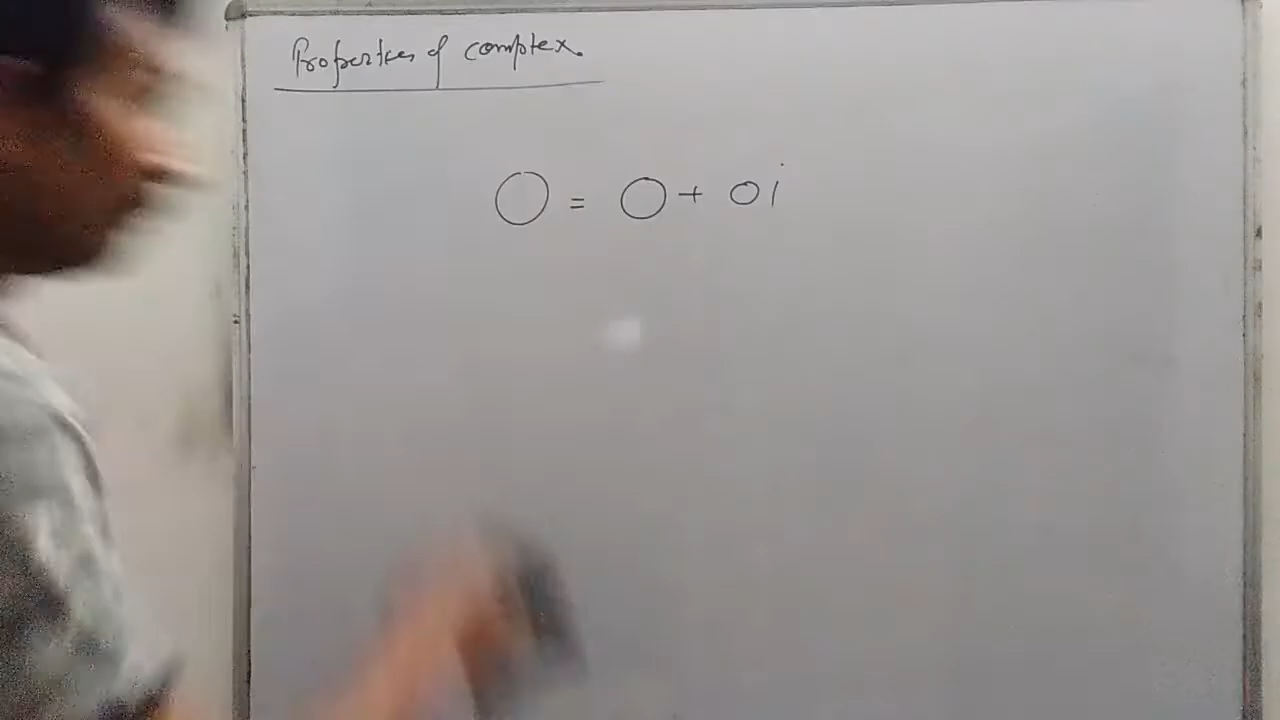 Properties of complex.
0 = 0 + 0i